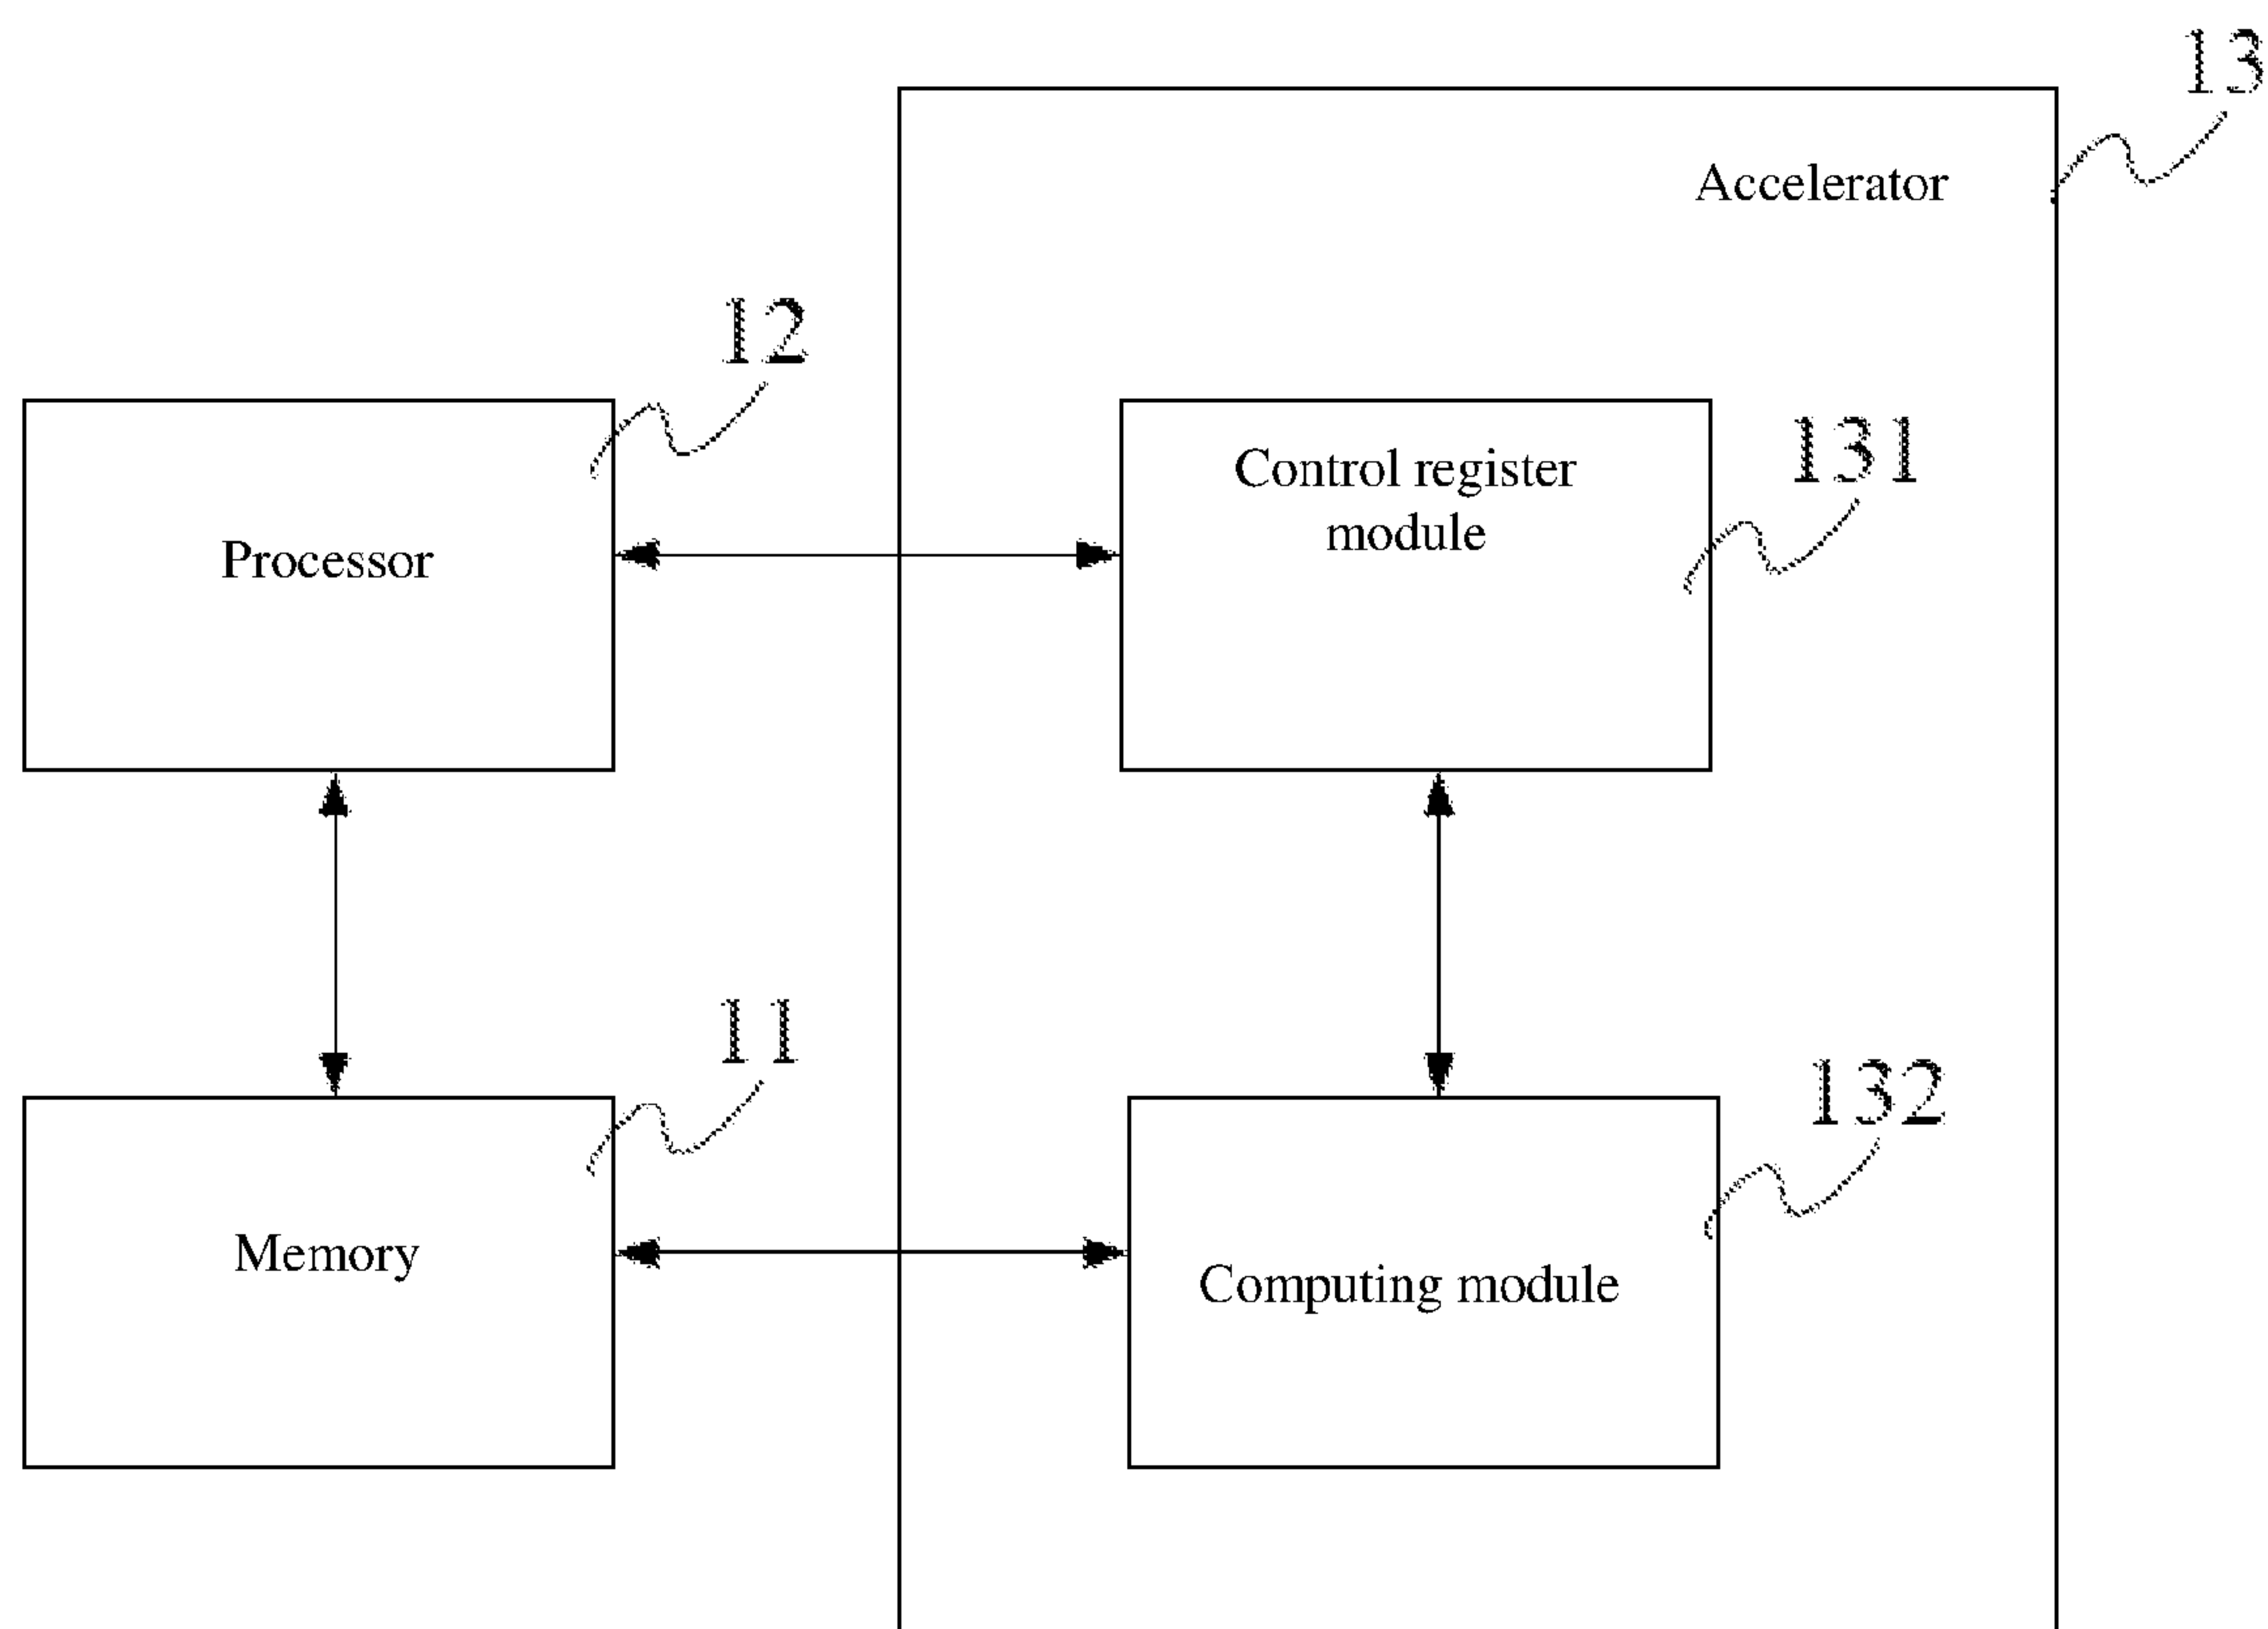 13
Accelerator
12
Processor
Control register
module
131
11
Memory
132
Computing module